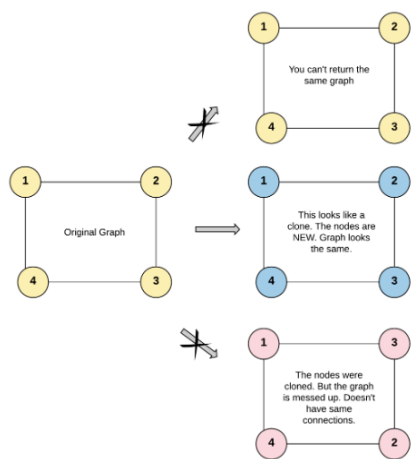 1 2
You can't return the
same graph
4 3
1 2
Original Graph
4 3
1 2
This looks like a
clone. The nodes are
NEW. Graph looks
the same.
4 3
1 3
The nodes were
cloned. But the graph
is messed up. Doesn't
have same
connections.
4 2